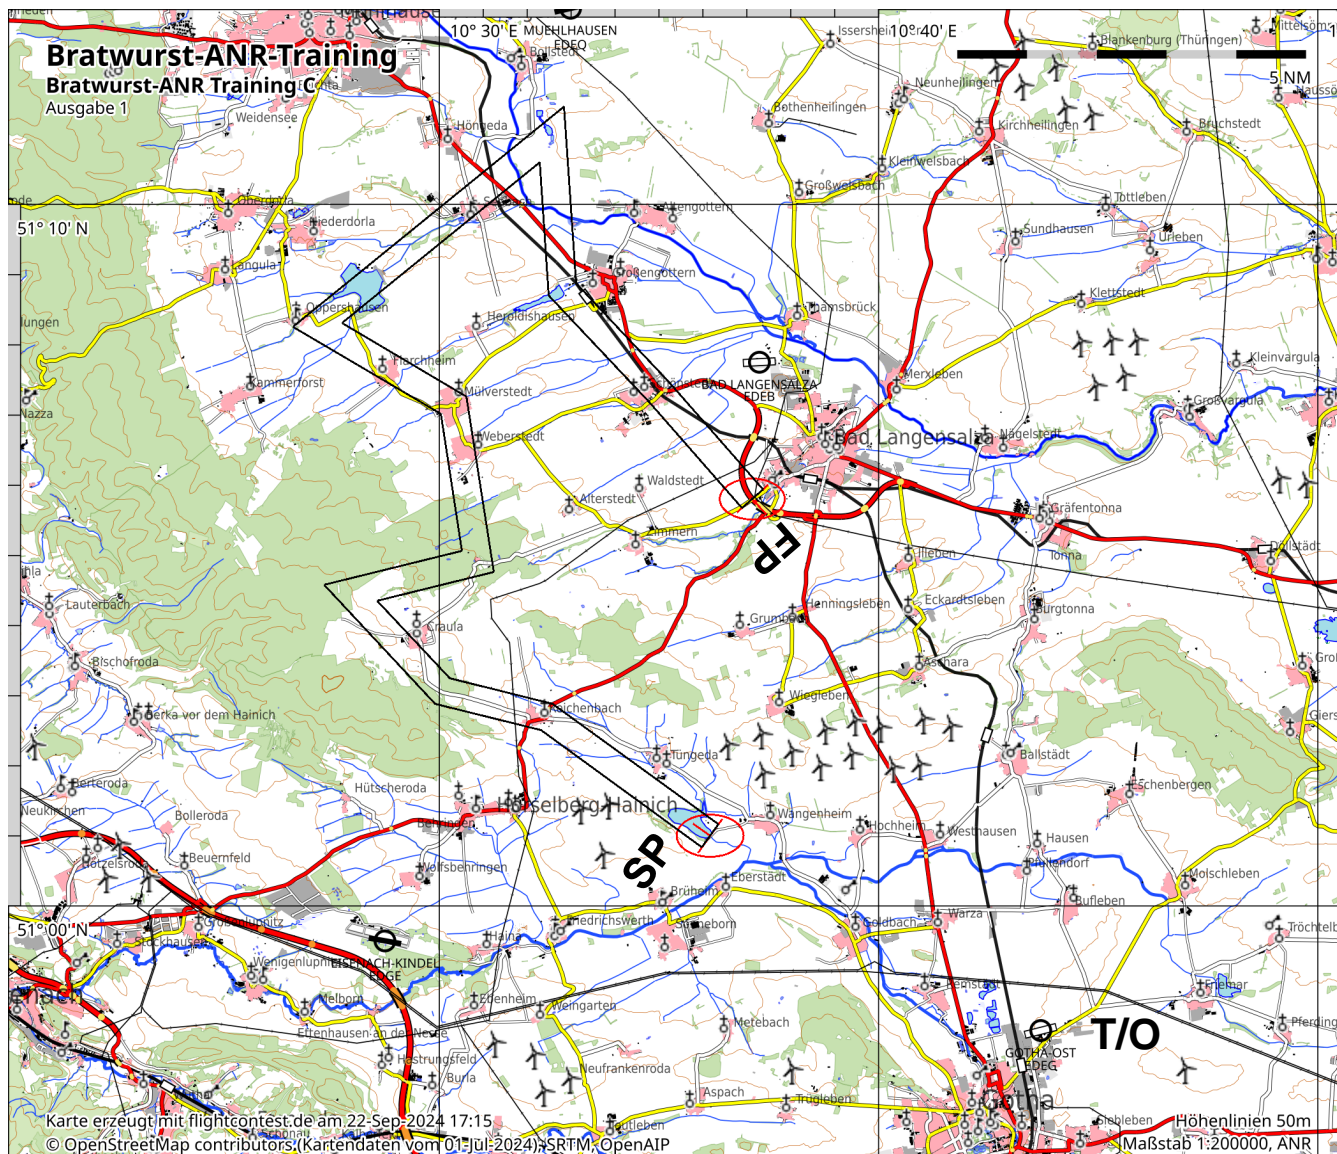 Bratwurst-ANR-Training
Bratwurst-ANR Training C
Ausgabe 1
10° 30' E
MUEHLHAUSEN
EDEQ
Bollstedt
10° 40' E
Blankenburg (Thüringen)
5 NM
Weidensee
Höngeda
Bothenheilingen
Neunheilingen
Kirchheilingen
Bruchstedt
Kleinwelsbach
Großwelsbach
Tottleben
Oberdorla
Niederdorla
Altengottern
Sundhausen
Urleben
51° 10' N
Langula
Großengottern
Klettstedt
Oppershausen
Heroldishausen
Thamsbrück
Flarchheim
Kleinvargula
Kammerforst
Mülverstedt
Schönstedt
BAD LANGENSALZA
EDEB
Merxleben
Nazza
Großvargula
Weberstedt
Bad Langensalza
Nägelstedt
Waldstedt
Alterstedt
Gräfentonna
Zimmern
FP
Illeben
Tonna
Döllstädt
Lauterbach
Craula
Grumbach
Henningsleben
Eckardtsleben
Burgtonna
Bischofroda
Aschara
Wiegleben
Berka vor dem Hainich
Reichenbach
Tüngeda
Ballstädt
Berteroda
Hütscheroda
Eschenbergen
Neukirchen
Bolleroda
Hörselberg-Hainich
Behringen
Wangenheim
Hochheim
Westhausen
Hausen
SP
Hötzelsroda
Beuernfeld
Wolfsbehringen
Pfullendorf
Eberstädt
Brüheim
Molschleben
Bufleben
51° 00' N
Großenlupnitz
Friedrichswerth
Sonneborn
Goldbach
Warza
Stockhausen
Haina
Wenigenlupnitz
EISENACH-KINDEL
EDGE
Remstädt
Friemar
Melborn
Ebenheim
Weingarten
Ettenhausen an der Nesse
Metebach
T/O
GOTHA-OST
EDEG
Hastrungsfeld
Burla
Neufrankenroda
Aspach
Trügleben
Gotha
Karte erzeugt mit flightcontest.de am 22-Sep-2024 17:15
Höhenlinien 50m
© OpenStreetMap contributors (Kartendaten vom 01-Jul-2024), SRTM, OpenAIP
Siebleben
Maßstab 1:200000, ANR